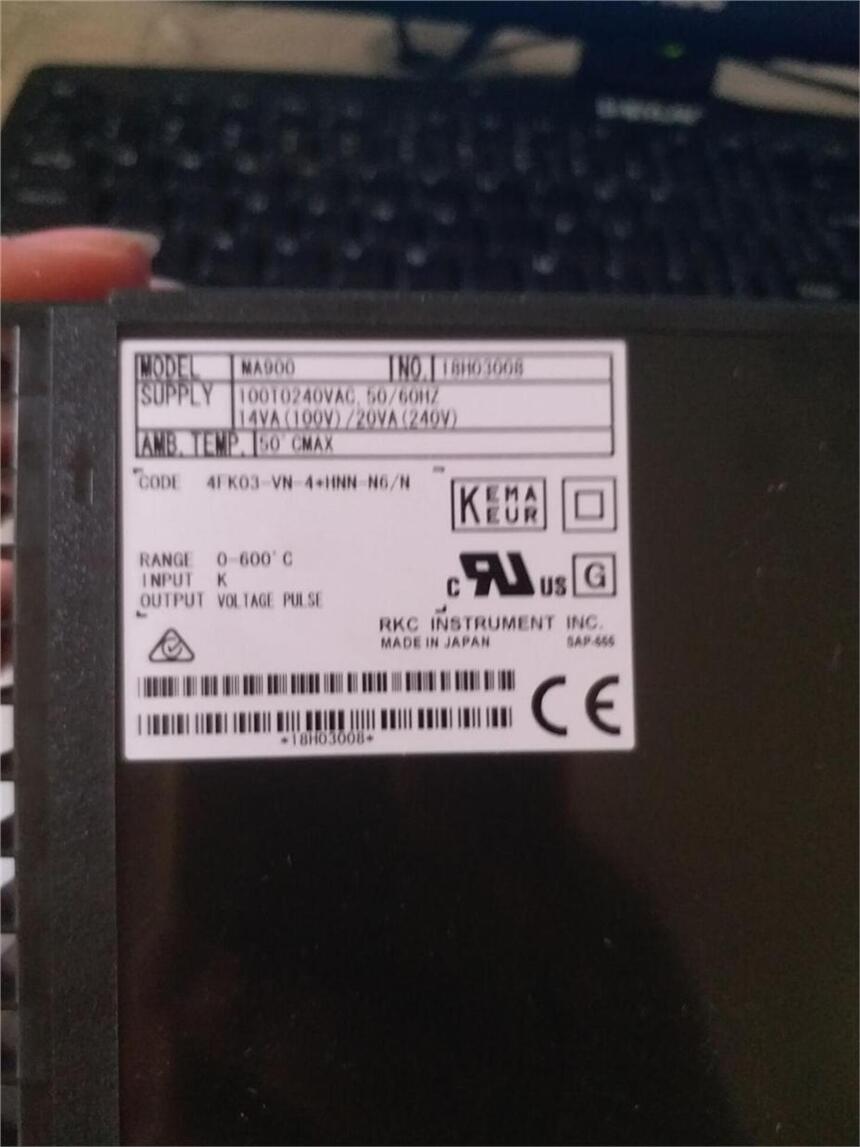 MODEL MA900 NO. 18H03008
SUPPLY 100TO240VAC, 50/60HZ
14VA(100V)/20VA(240V)
AMB. TEMP. 50°CMAX
CODE 4FK03-VN-4*HNN-N6/N
KEMA
EUR
RANGE 0-600°C
INPUT K
OUTPUT VOLTAGE PULSE
c RU US G
RKC INSTRUMENT INC.
MADE IN JAPAN SAP-666
CE
*18H03008*